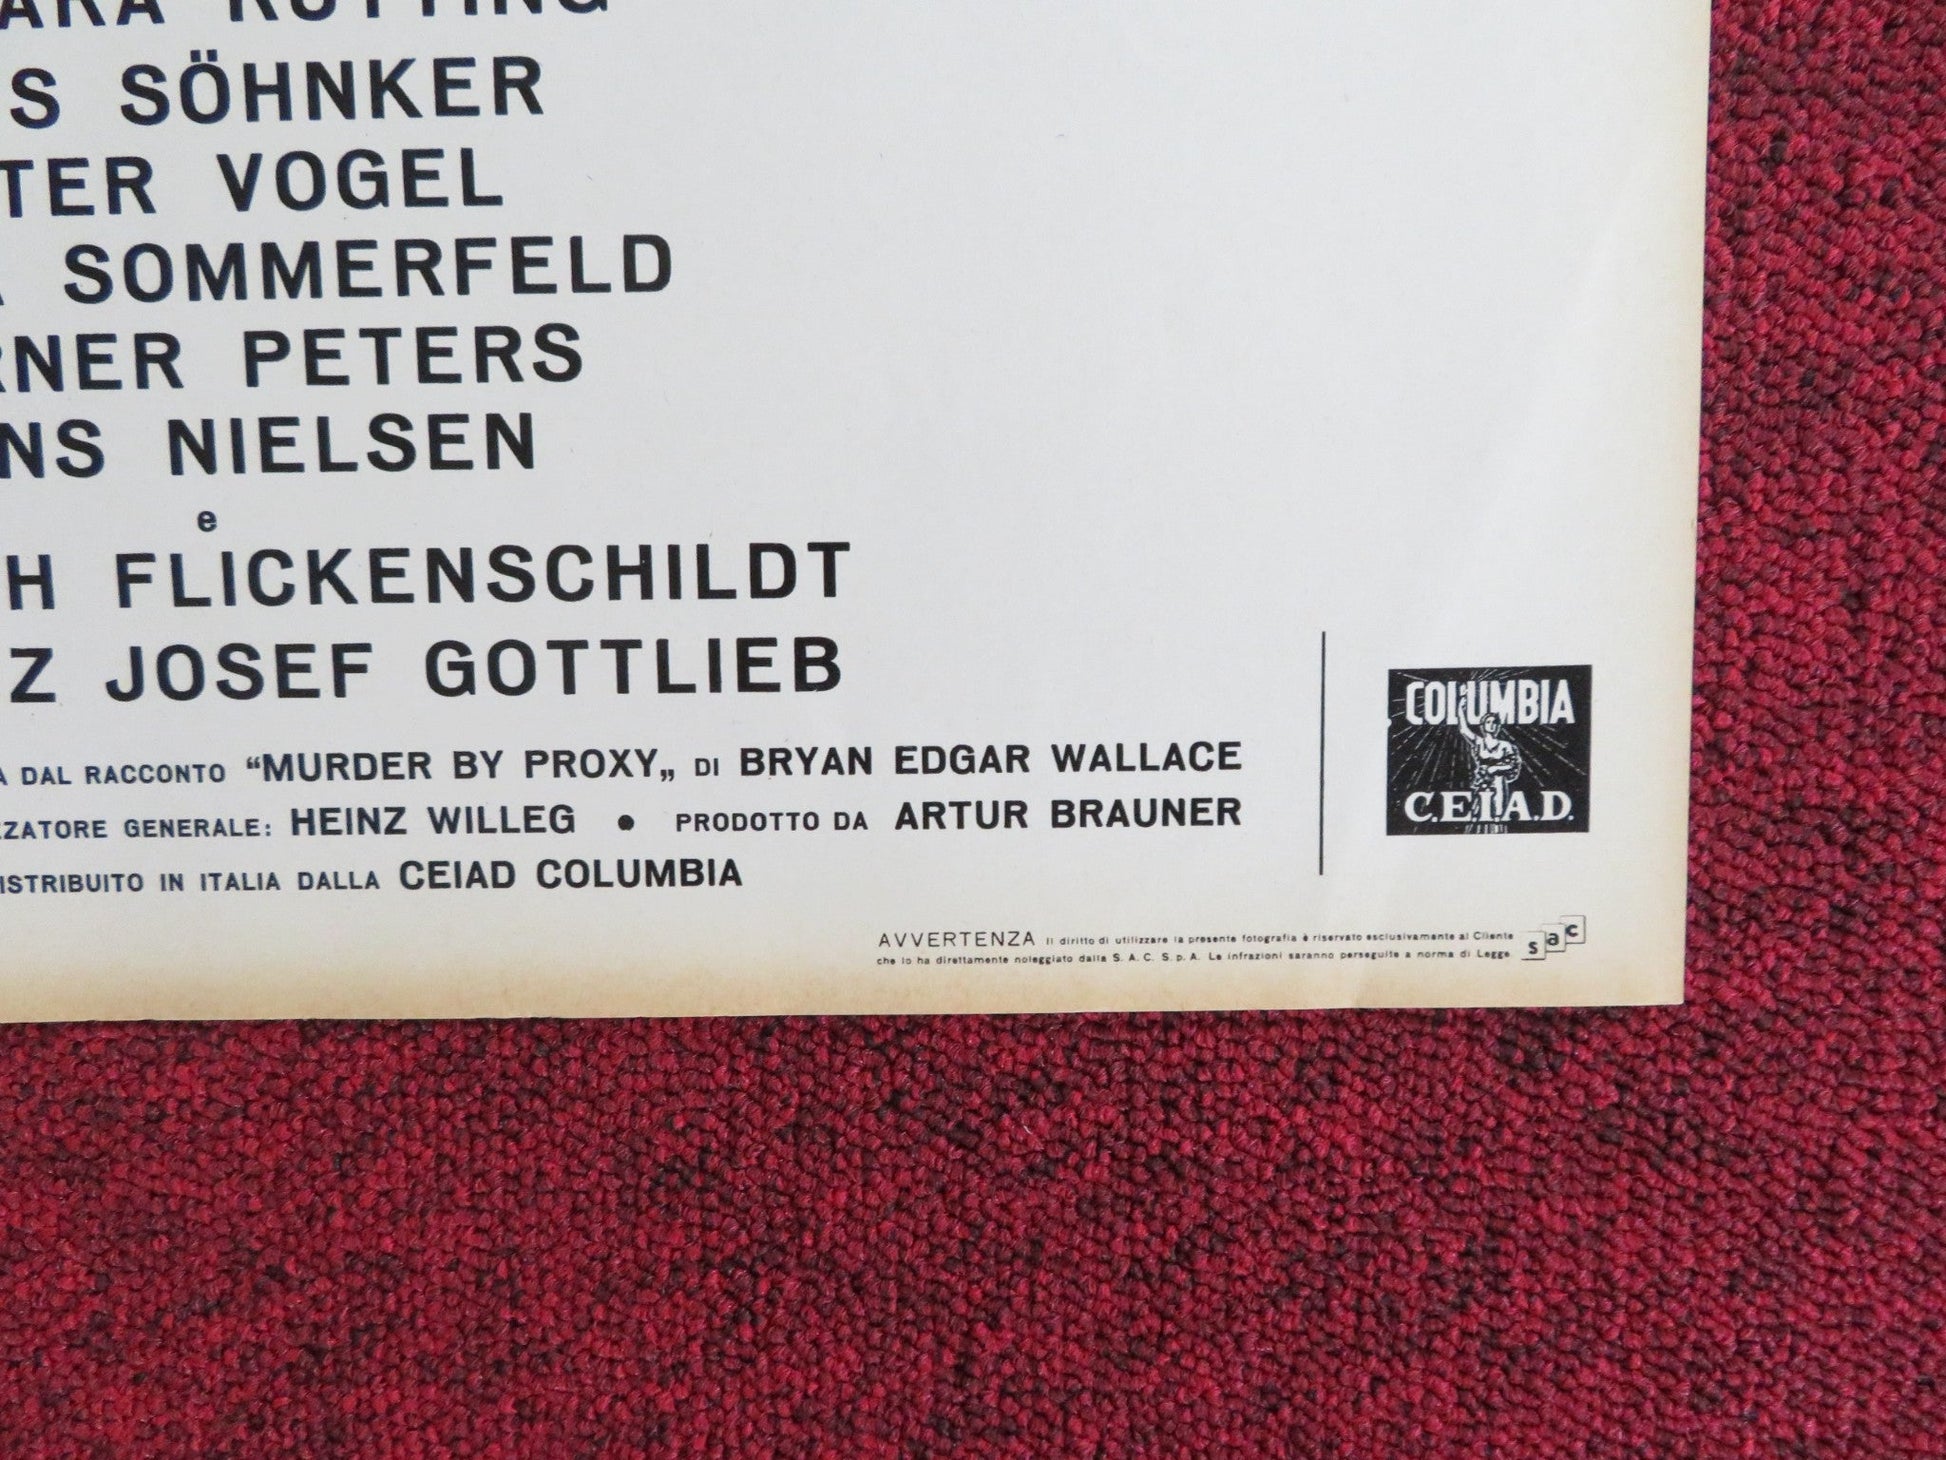 ARA RÜTTING
S SÖHNKER
TER VOGEL
SOMMERFELD
RNER PETERS
NS NIELSEN
e
H FLICKENSCHILDT
Z JOSEF GOTTLIEB
A DAL RACCONTO “MURDER BY PROXY„ DI BRYAN EDGAR WALLACE
ZZATORE GENERALE: HEINZ WILLEG • PRODOTTO DA ARTUR BRAUNER
ISTRIBUITO IN ITALIA DALLA CEIAD COLUMBIA
COLUMBIA
C.E.I.A.D.
AVVERTENZA Il diritto di utilizzare la presente fotografia è riservato esclusivamente al Cliente
che lo ha direttamente noleggiato dalla S. A. C. S. p. A. Le infrazioni saranno perseguite a norma di Legge.
sac